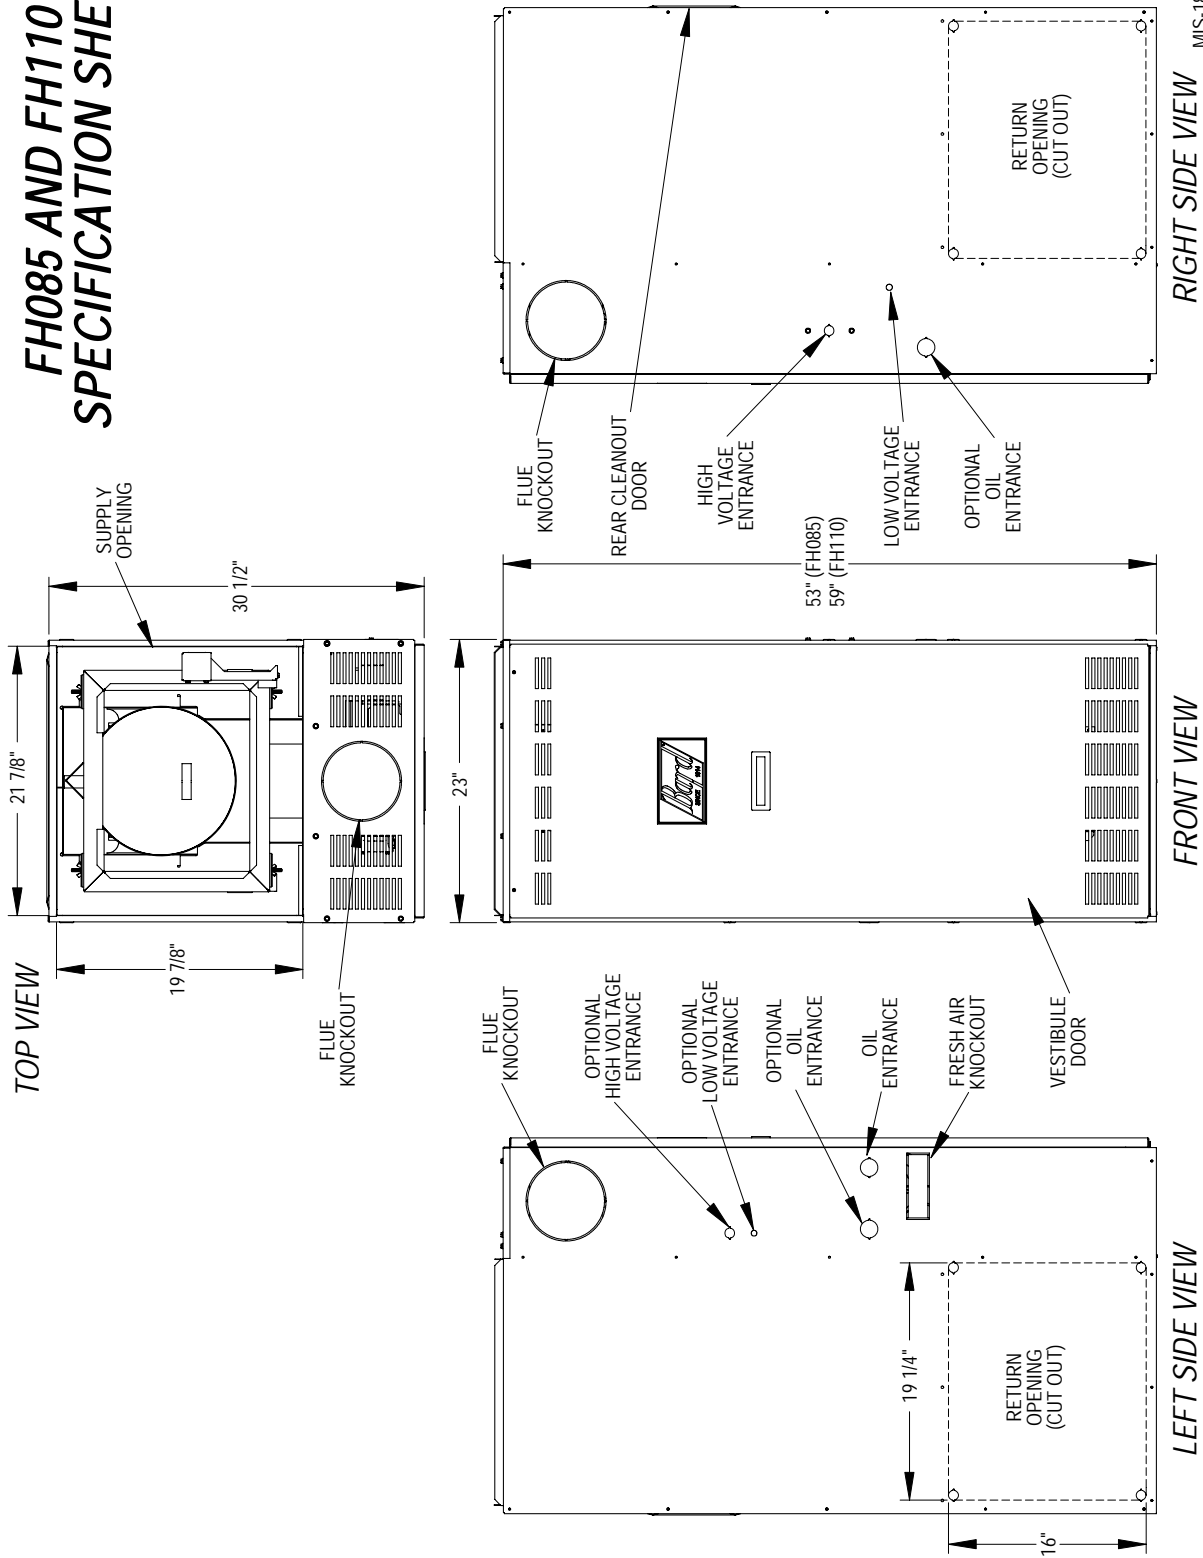 FH085 AND FH110
SPECIFICATION SHE
TOP VIEW
21 7/8"
19 7/8"
30 1/2"
SUPPLY
OPENING
FLUE
KNOCKOUT
FLUE
KNOCKOUT
OPTIONAL
HIGH VOLTAGE
ENTRANCE
OPTIONAL
LOW VOLTAGE
ENTRANCE
OPTIONAL
OIL
ENTRANCE
OIL
ENTRANCE
FRESH AIR
KNOCKOUT
VESTIBULE
DOOR
RETURN
OPENING
(CUT OUT)
19 1/4"
16"
LEFT SIDE VIEW
23"
Bard
SINCE 1914
53" (FH085)
59" (FH110)
FRONT VIEW
FLUE
KNOCKOUT
REAR CLEANOUT
DOOR
HIGH
VOLTAGE
ENTRANCE
LOW VOLTAGE
ENTRANCE
OPTIONAL
OIL
ENTRANCE
RETURN
OPENING
(CUT OUT)
RIGHT SIDE VIEW